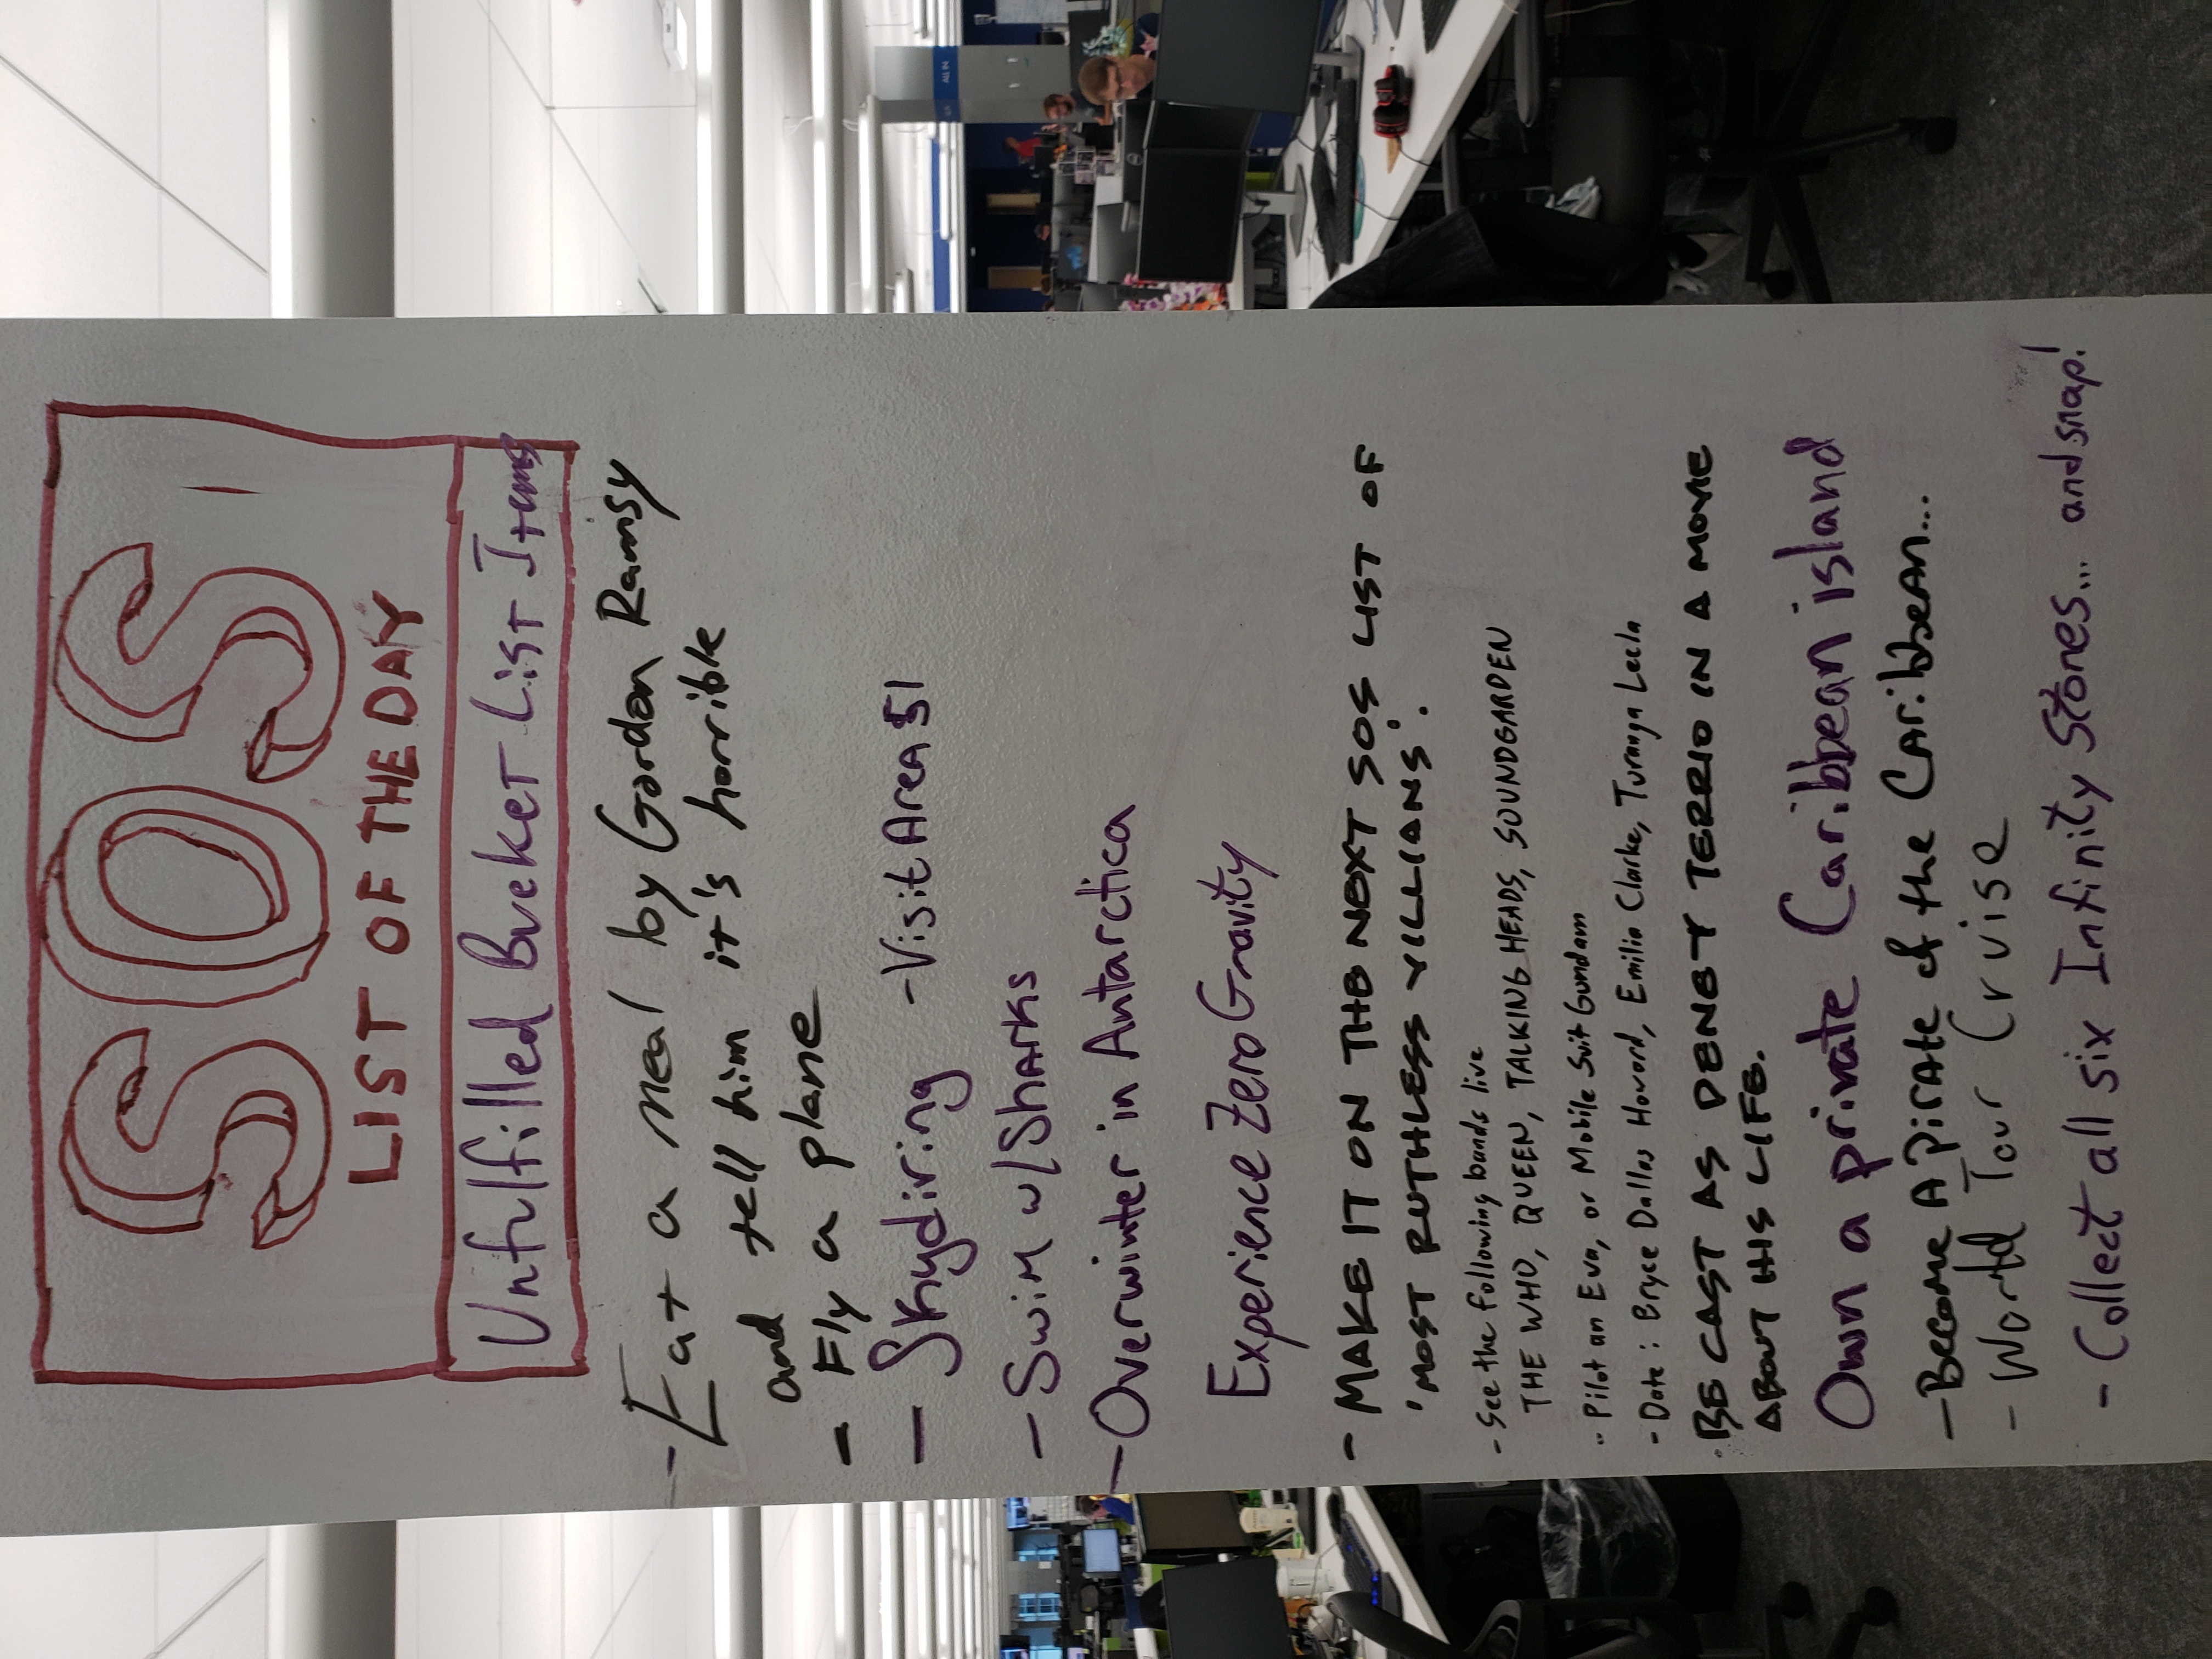 SOS
LIST OF THE DAY
Unfulfilled Bucket List Items
- Eat a meal by Gordon Ramsy
and tell him it's horrible
- Fly a plane
- Skydiving - Visit Area 51
- Swim w/ Sharks
- Overwinter in Antarctica
Experience Zero Gravity
- MAKE IT ON THE NEXT SOS LIST OF
'MOST RUTHLESS VILLIANS'.
- See the following bands live
THE WHO, QUEEN, TALKING HEADS, SOUNDGARDEN
- Pilot an Eva, or Mobile Suit Gundam
- Date: Bryce Dallas Howard, Emilia Clarke, Turanga Leela
· BE CAST AS DENEY TERRIO IN A MOVIE
ABOUT HIS LIFE.
Own a private Caribbean island
- Become A Pirate of the Caribbean...
- World Tour Cruise
- Collect all six Infinity Stones... and snap!
ALL IN